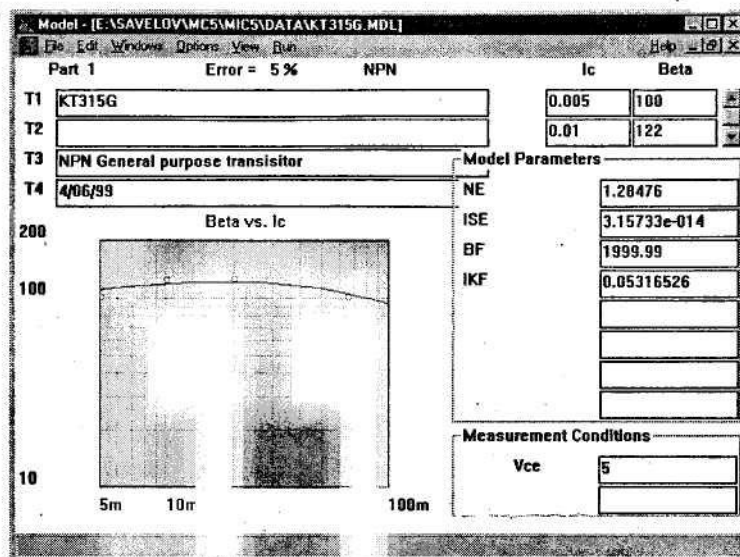 Model - [E:\SAVELOV\MC5\MIC5\DATA\KT315G.MDL]
File Edit Windows Options View Run Help
Part 1 Error = 5 % NPN Ic Beta
T1 KT315G 0.005 100
T2 0.01 122
T3 NPN General purpose transisitor
T4 4/06/99
Model Parameters
NE 1.28476
ISE 3.15733e-014
BF 1999.99
IKF 0.05316526
Beta vs. Ic
200
100
10
5m 10m 100m
Measurement Conditions
Vce 5